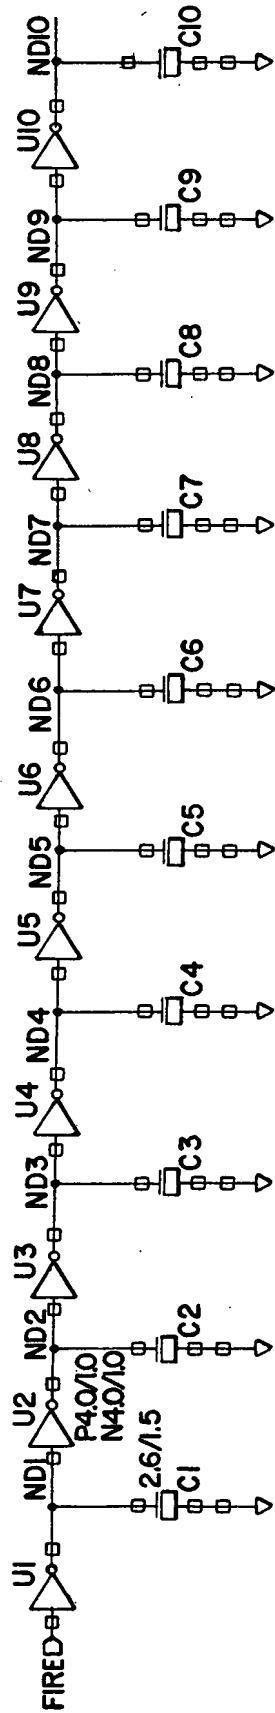 FIRED
U1
ND1
U2
P4.0/1.0
N4.0/1.0
ND2
U3
ND3
U4
ND4
U5
ND5
U6
ND6
U7
ND7
U8
ND8
U9
ND9
U10
ND10
2.6/1.5
C1
C2
C3
C4
C5
C6
C7
C8
C9
C10